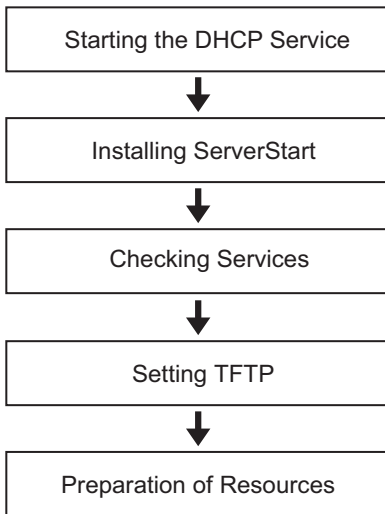 Starting the DHCP Service
Installing ServerStart
Checking Services
Setting TFTP
Preparation of Resources